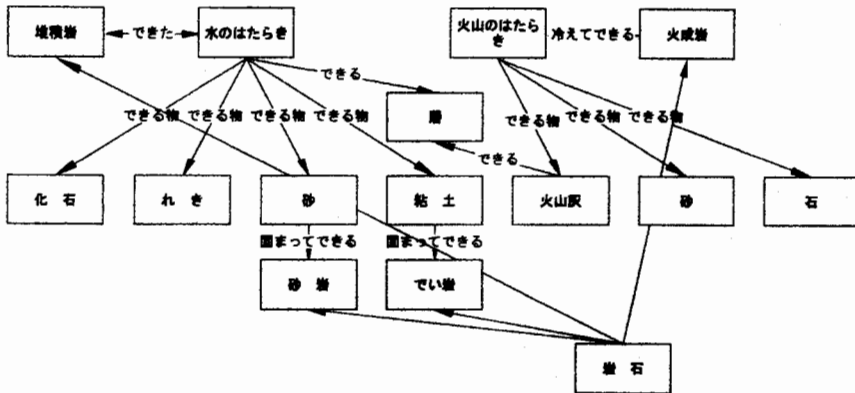 堆積岩
できた
水のはたらき
火山のはたら
き
冷えてできる
火成岩
できる
層
できる物
できる物
できる物
できる物
できる物
できる物
できる物
できる
化石
れき
砂
粘土
火山灰
砂
石
固まってできる
固まってできる
砂岩
でい岩
岩石